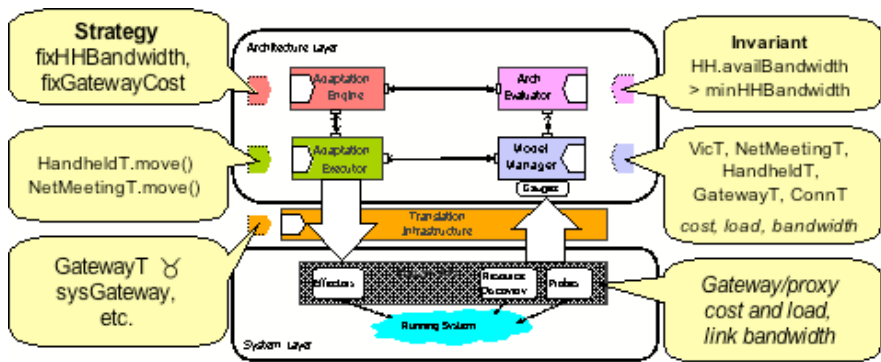 Strategy
fixHHBandwidth,
fixGatewayCost
Architecture Layer
Adaptation
Engine
Arch
Evaluator
Invariant
HH.availBandwidth
> minHHBandwidth
HandheldT.move()
NetMeetingT.move()
Adaptation
Executor
Model
Manager
Gauges
VicT, NetMeetingT,
HandheldT,
GatewayT, ConnT
cost, load, bandwidth
Translation
Infrastructure
GatewayT ♉
sysGateway,
etc.
Effectors
Resource
Discovery
Probes
Running System
System Layer
Gateway/proxy
cost and load,
link bandwidth